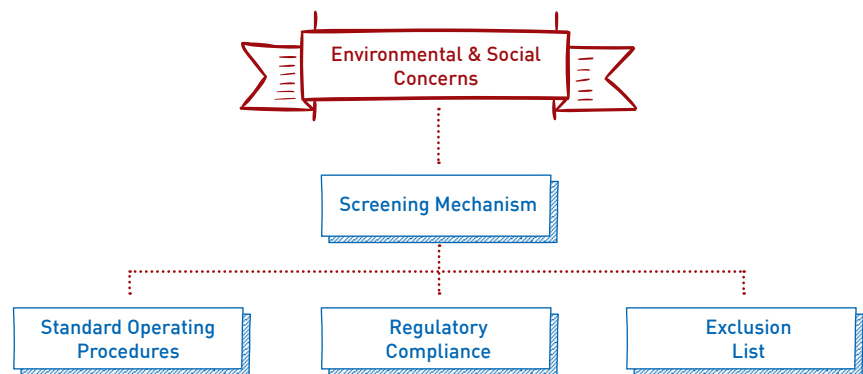 Environmental & Social
Concerns
Screening Mechanism
Standard Operating
Procedures
Regulatory
Compliance
Exclusion
List